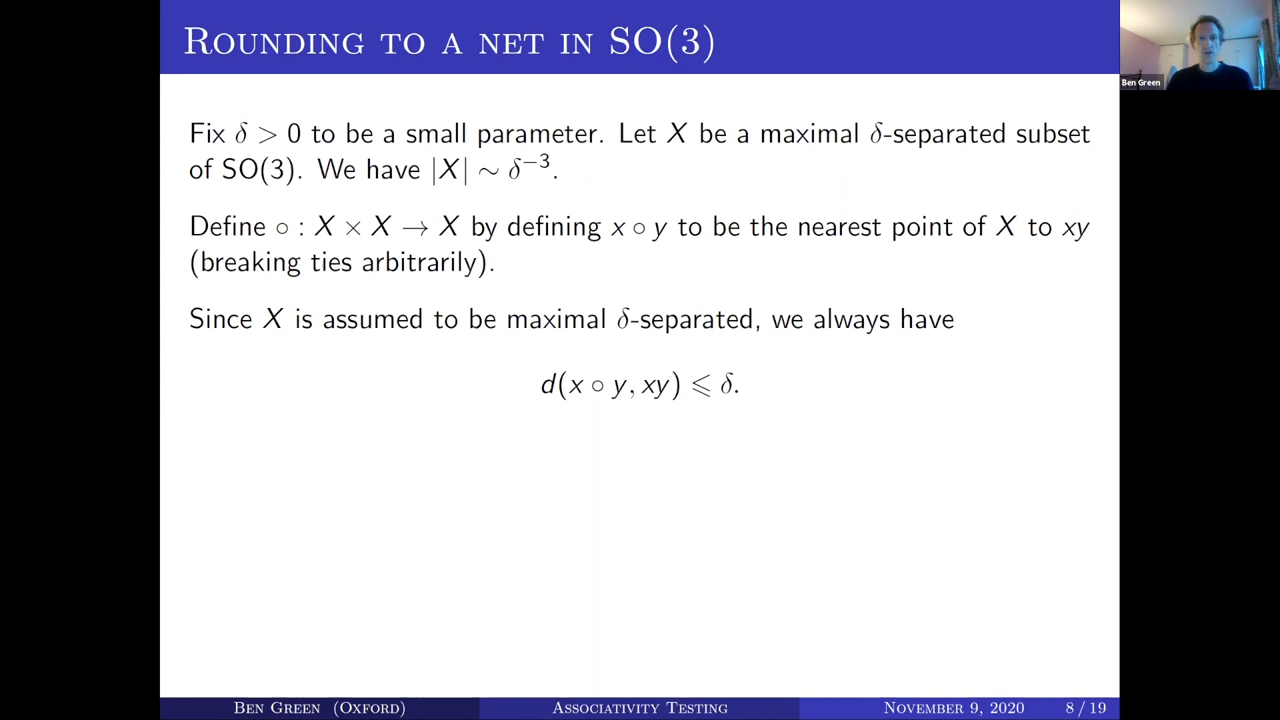 ROUNDING TO A NET IN SO(3)
Ben Green
Fix δ > 0 to be a small parameter. Let X be a maximal δ-separated subset
of SO(3). We have |X| ∼ δ⁻³.
Define ∘ : X × X → X by defining x ∘ y to be the nearest point of X to xy
(breaking ties arbitrarily).
Since X is assumed to be maximal δ-separated, we always have
d(x ∘ y, xy) ⩽ δ.
BEN GREEN (OXFORD) ASSOCIATIVITY TESTING NOVEMBER 9, 2020 8 / 19